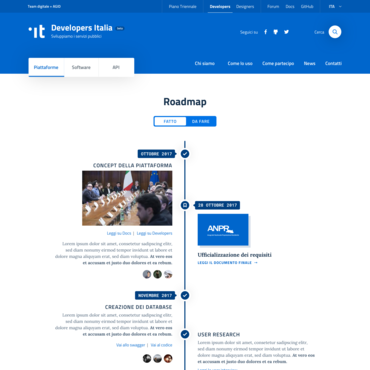 Team digitale + AGID
Piano Triennale
Developers
Designers
Forum
Docs
GitHub
ITA
Developers Italia
beta
Sviluppiamo i servizi pubblici
Seguici su
Cerca
Piattaforme
Software
API
Chi siamo
Come lo uso
Come partecipo
News
Contatti
Roadmap
FATTO
DA FARE
OTTOBRE 2017
CONCEPT DELLA PIATTAFORMA
Leggi su Docs | Leggi su Developers
Lorem ipsum dolor sit amet, consetetur sadipscing elitr,
sed diam nonumy eirmod tempor invidunt ut labore et dolore
magna aliquyam erat, sed diam voluptua. At vero eos
et accusam et justo duo dolores et ea rebum.
28 OTTOBRE 2017
ANPR
Ufficializzazione dei requisiti
LEGGI IL DOCUMENTO FINALE →
NOVEMBRE 2017
CREAZIONE DEI DATABASE
Lorem ipsum dolor sit amet, consetetur sadipscing elitr,
sed diam nonumy eirmod tempor invidunt ut labore et dolore
magna aliquyam erat, sed diam voluptua. At vero eos
et accusam et justo duo dolores et ea rebum.
Vai allo swagger | Vai al codice
USER RESEARCH
Lorem ipsum dolor sit amet, consetetur sadipscing elitr,
sed diam nonumy eirmod tempor invidunt ut labore et dolore
magna aliquyam erat, sed diam voluptua. At vero eos
et accusam et justo duo dolores et ea rebum.